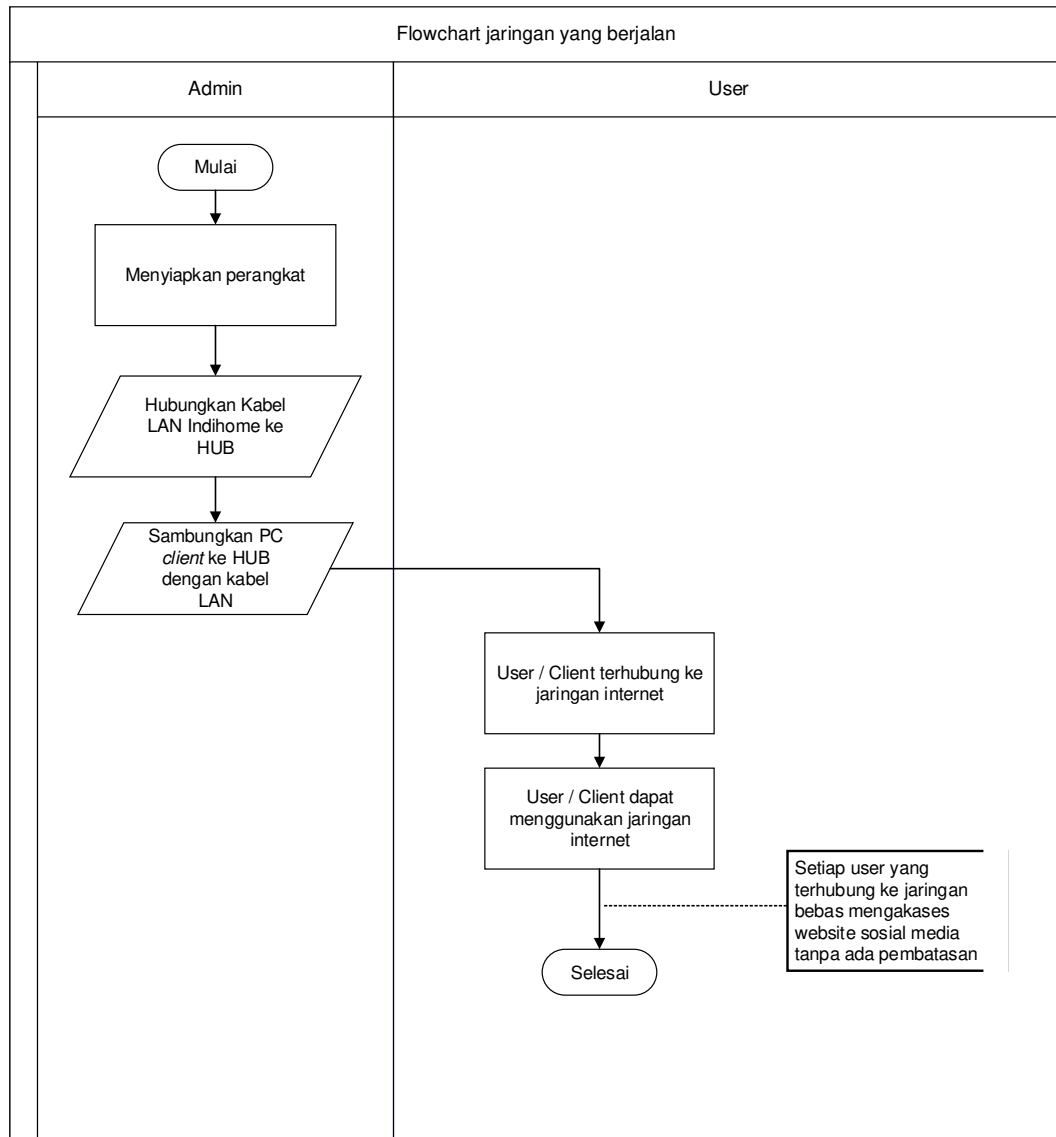 Flowchart jaringan yang berjalan
Admin
User
Mulai
Menyiapkan perangkat
Hubungkan Kabel
LAN Indihome ke
HUB
Sambungkan PC
client ke HUB
dengan kabel
LAN
User / Client terhubung ke
jaringan internet
User / Client dapat
menggunakan jaringan
internet
Setiap user yang
terhubung ke jaringan
bebas mengakases
website sosial media
tanpa ada pembatasan
Selesai